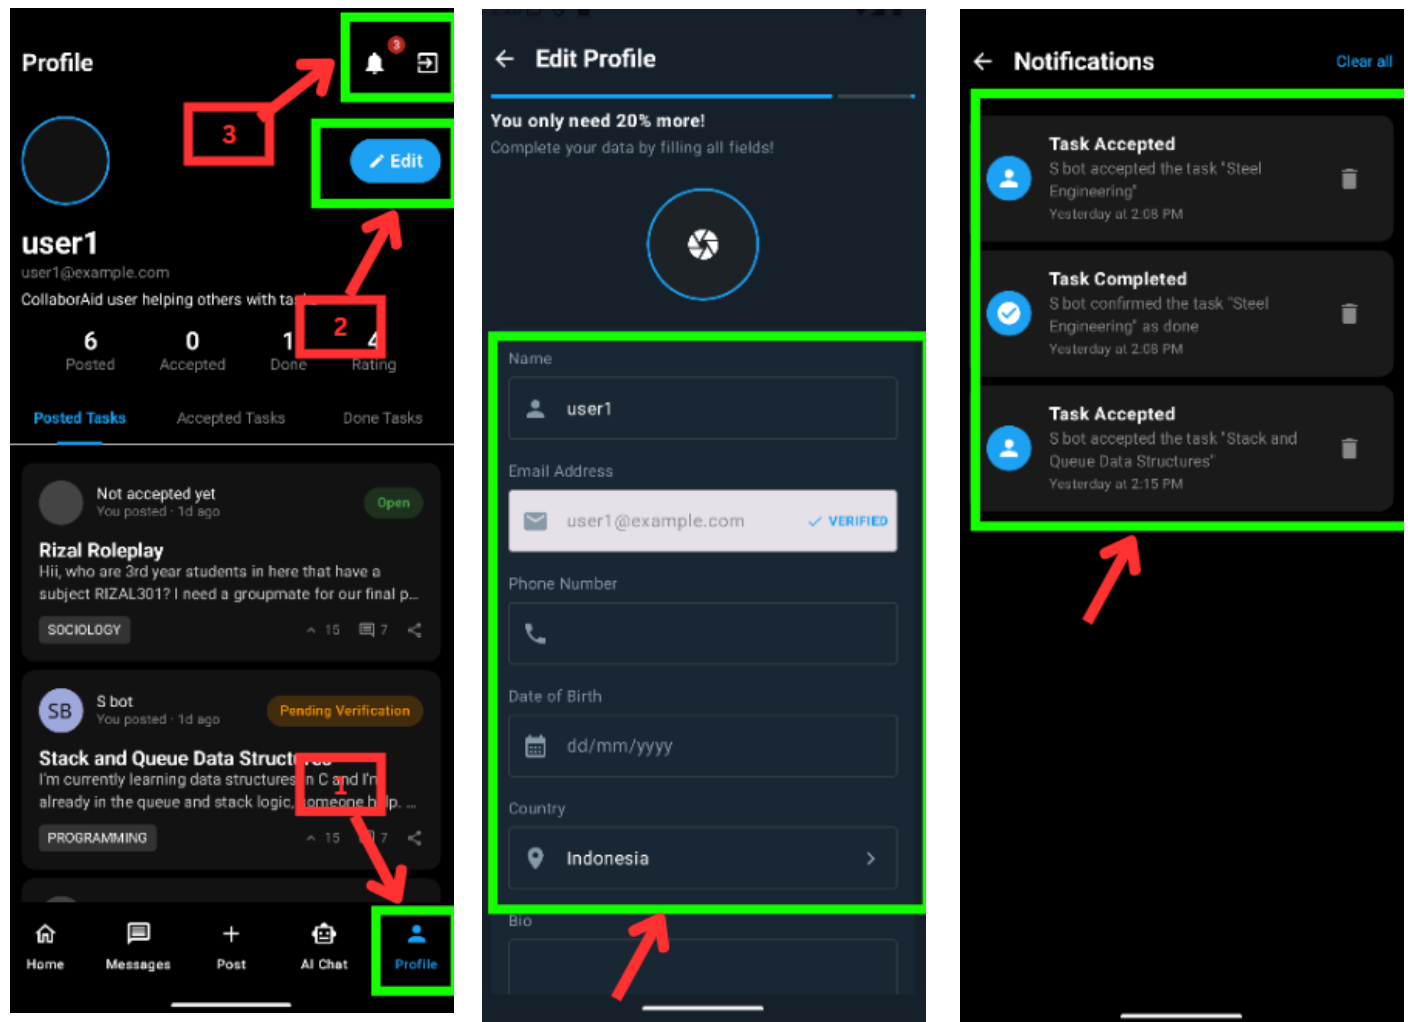 Profile
3
3
Edit
user1
user1@example.com
CollaborAid user helping others with
2
6
0
1
4
Posted
Accepted
Done
Rating
Posted Tasks
Accepted Tasks
Done Tasks
Not accepted yet
You posted · 1d ago
Open
Rizal Roleplay
Hii, who are 3rd year students in here that have a
subject RIZAL301? I need a groupmate for our final p...
SOCIOLOGY
15
7
SB
S bot
You posted · 1d ago
Pending Verification
Stack and Queue Data Structures
I'm currently learning data structures in C and I'm
1
already in the queue and stack logic, someone help. ...
PROGRAMMING
15
7
Home
Messages
Post
AI Chat
Profile
Edit Profile
You only need 20% more!
Complete your data by filling all fields!
Name
user1
Email Address
user1@example.com
VERIFIED
Phone Number
Date of Birth
dd/mm/yyyy
Country
Indonesia
Bio
Notifications
Clear all
Task Accepted
S bot accepted the task "Steel
Engineering"
Yesterday at 2:08 PM
Task Completed
S bot confirmed the task "Steel
Engineering" as done
Yesterday at 2:08 PM
Task Accepted
S bot accepted the task "Stack and
Queue Data Structures"
Yesterday at 2:15 PM